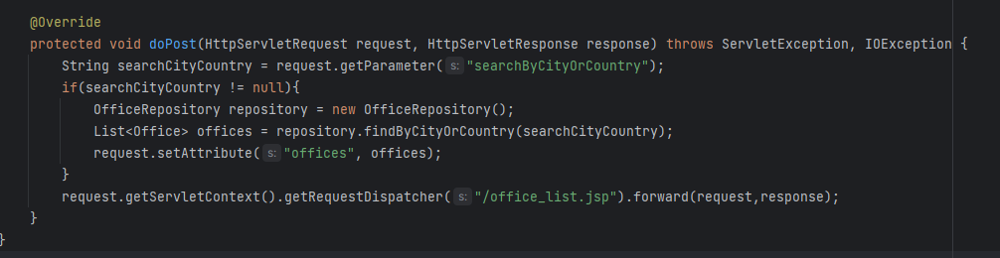 @Override
protected void doPost(HttpServletRequest request, HttpServletResponse response) throws ServletException, IOException {
String searchCityCountry = request.getParameter( s: "searchByCityOrCountry");
if(searchCityCountry != null){
OfficeRepository repository = new OfficeRepository();
List<Office> offices = repository.findByCityOrCountry(searchCityCountry);
request.setAttribute( s: "offices", offices);
}
request.getServletContext().getRequestDispatcher( s: "/office_list.jsp").forward(request,response);
}
}